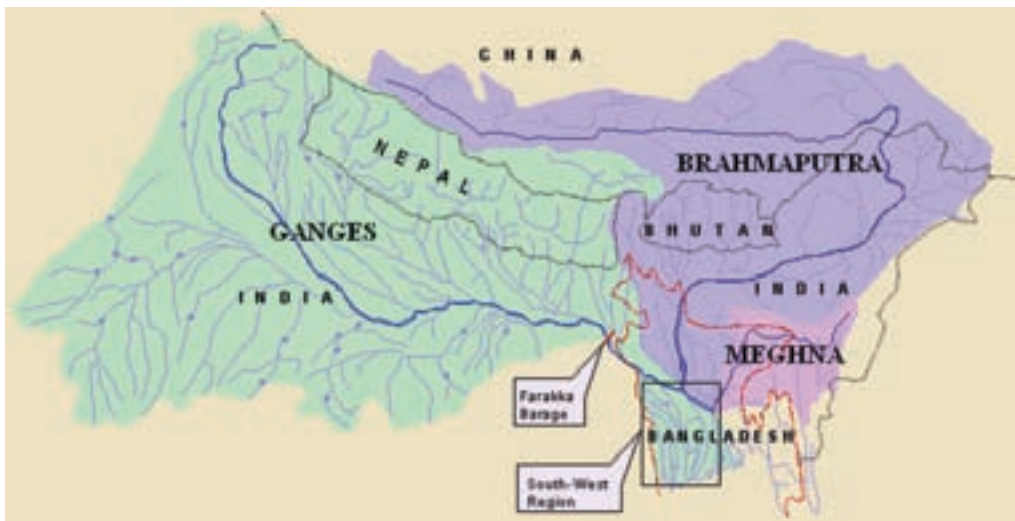 CHINA
NEPAL
BRAHMAPUTRA
BHUTAN
GANGES
INDIA
INDIA
MEGHNA
Farakka
Barage
BANGLADESH
South-West
Region